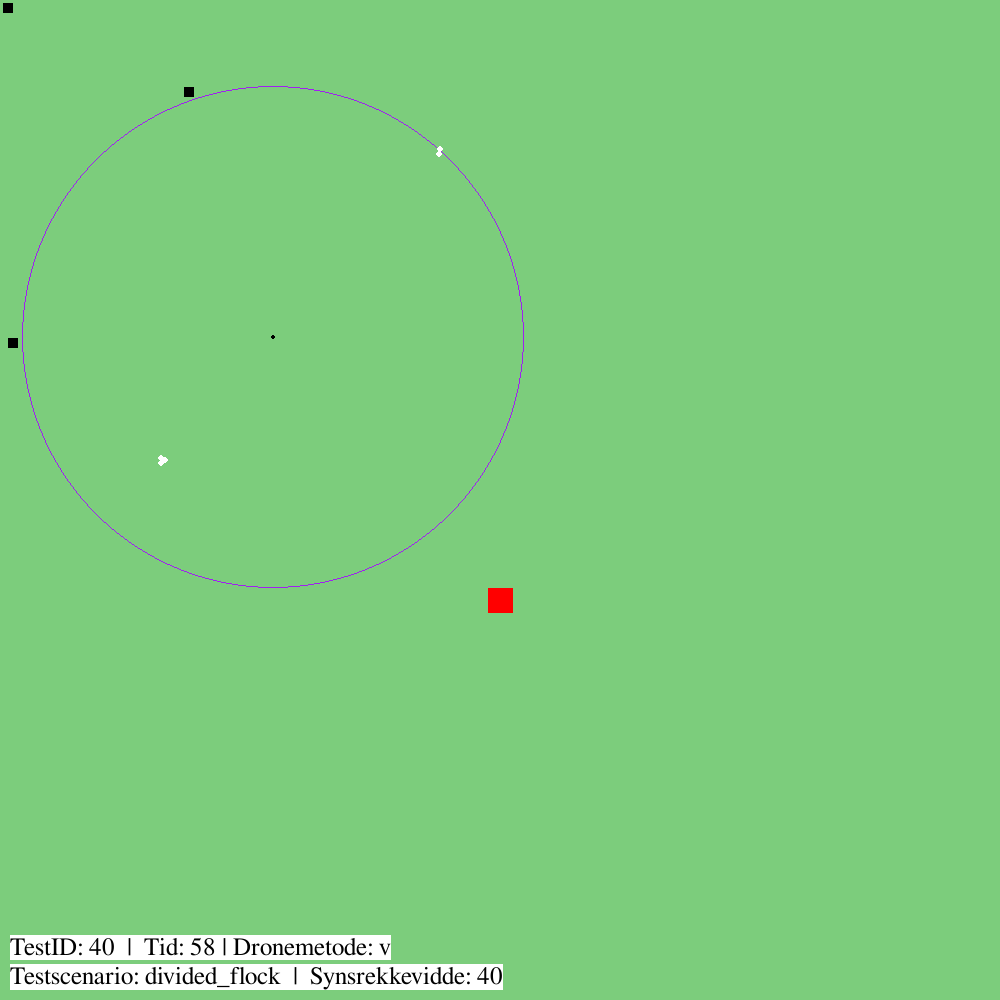 TestID: 40 | Tid: 58 | Dronemetode: v
Testscenario: divided_flock | Synsrekkevidde: 40